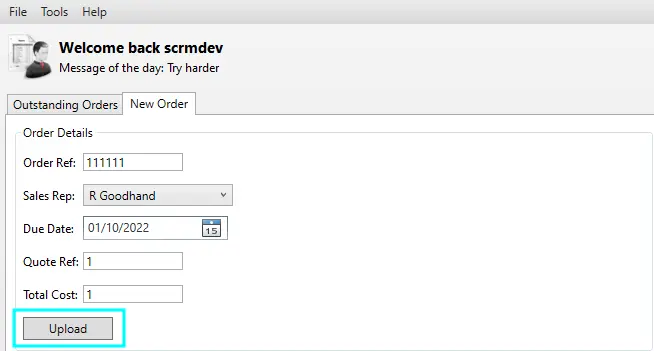 File Tools Help
Welcome back scrmdev
Message of the day: Try harder
Outstanding Orders New Order
Order Details
Order Ref: 111111
Sales Rep: R Goodhand
Due Date: 01/10/2022 15
Quote Ref: 1
Total Cost: 1
Upload